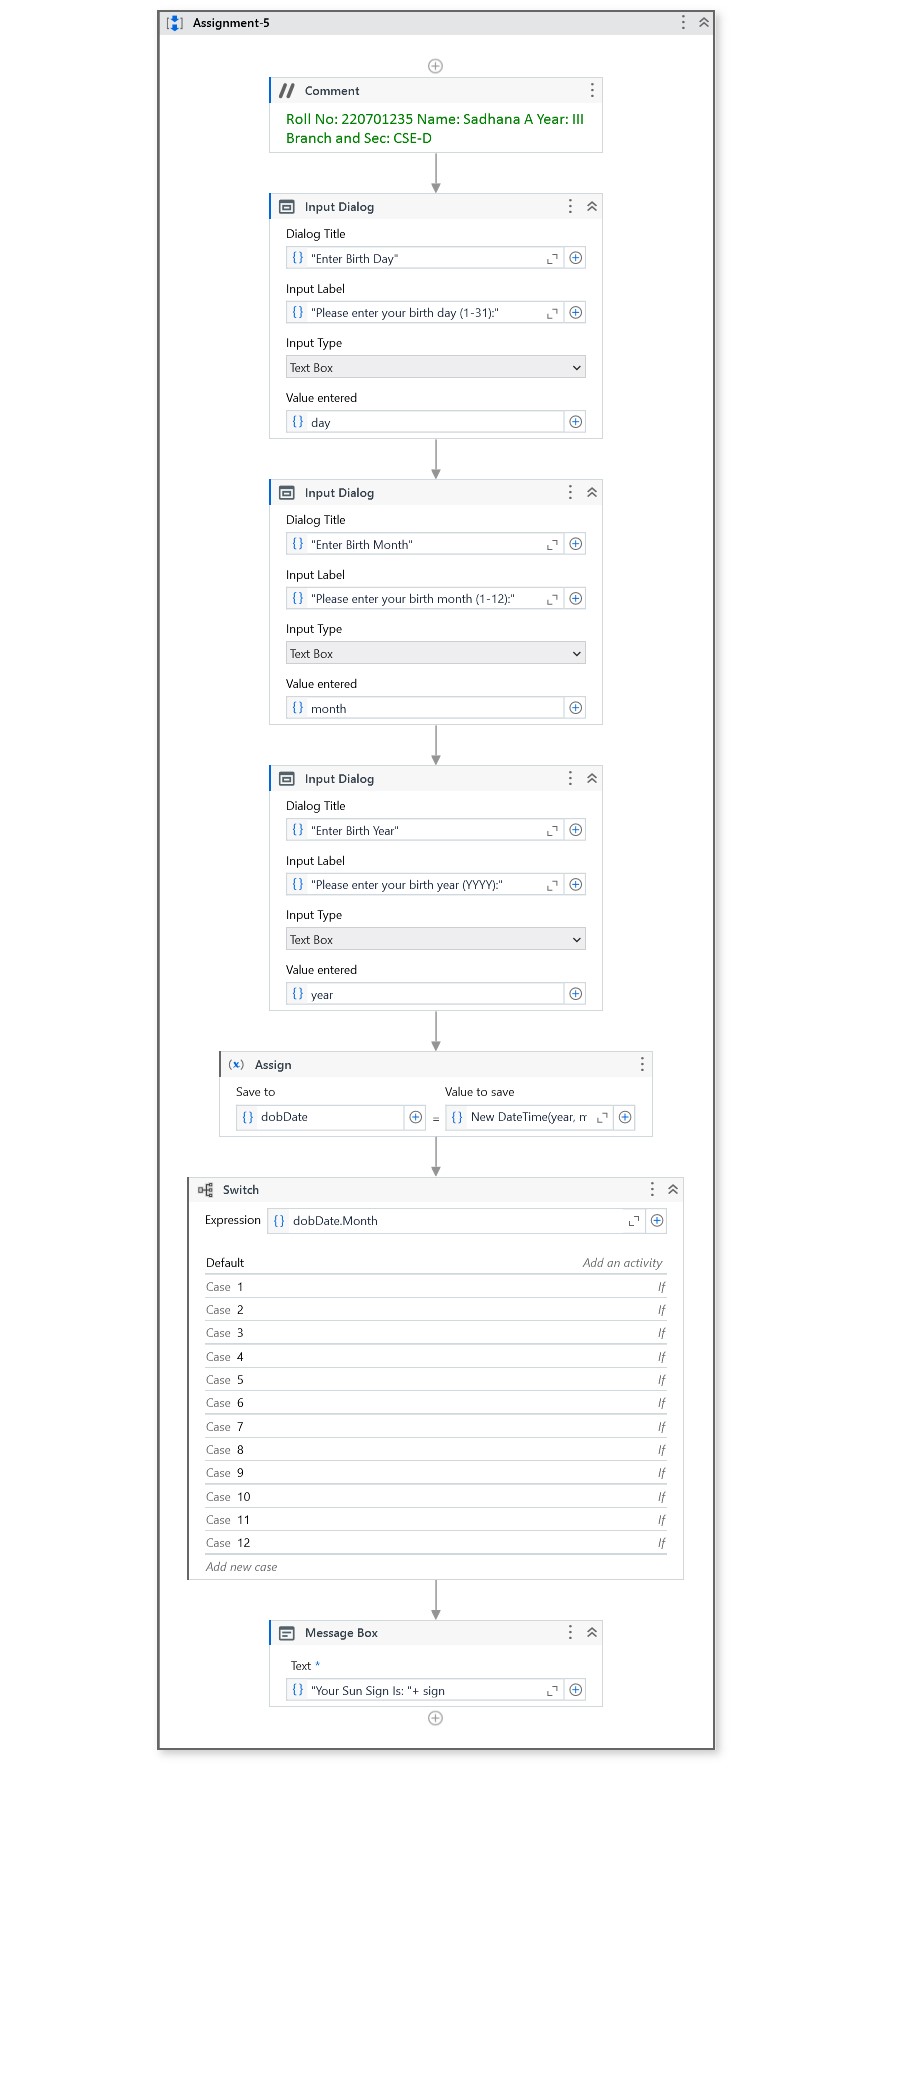 Assignment-5
Comment
Roll No: 220701235 Name: Sadhana A Year: III
Branch and Sec: CSE-D
Input Dialog
Dialog Title
"Enter Birth Day"
Input Label
"Please enter your birth day (1-31):"
Input Type
Text Box
Value entered
day
Input Dialog
Dialog Title
"Enter Birth Month"
Input Label
"Please enter your birth month (1-12):"
Input Type
Text Box
Value entered
month
Input Dialog
Dialog Title
"Enter Birth Year"
Input Label
"Please enter your birth year (YYYY):"
Input Type
Text Box
Value entered
year
Assign
Save to Value to save
dobDate = New DateTime(year, m
Switch
Expression dobDate.Month
Default Add an activity
Case 1 If
Case 2 If
Case 3 If
Case 4 If
Case 5 If
Case 6 If
Case 7 If
Case 8 If
Case 9 If
Case 10 If
Case 11 If
Case 12 If
Add new case
Message Box
Text *
"Your Sun Sign Is: "+ sign